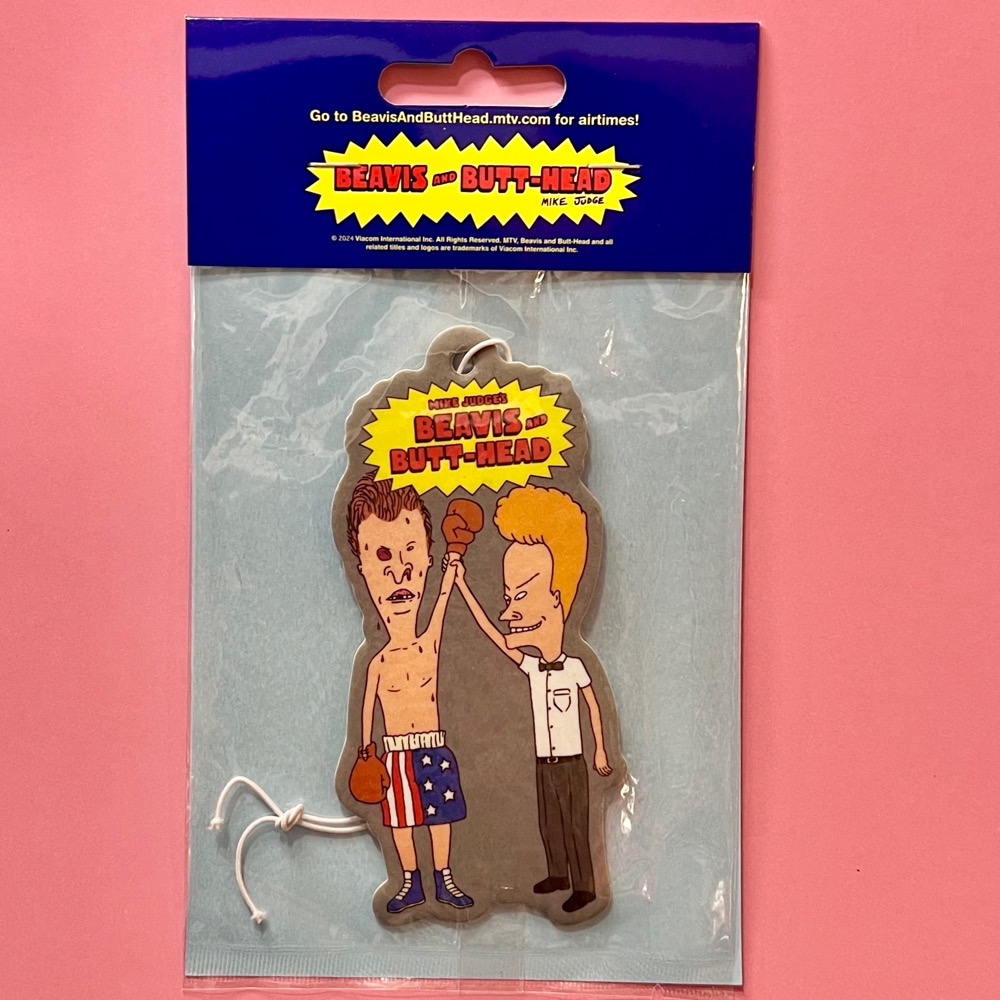 Go to BeavisAndButtHead.mtv.com for airtimes!
BEAVIS AND BUTT-HEAD
MIKE JUDGE
© 2024 Viacom International Inc. All Rights Reserved. MTV, Beavis and Butt-Head and all
related titles and logos are trademarks of Viacom International Inc.
MIKE JUDGE'S
BEAVIS AND
BUTT-HEAD